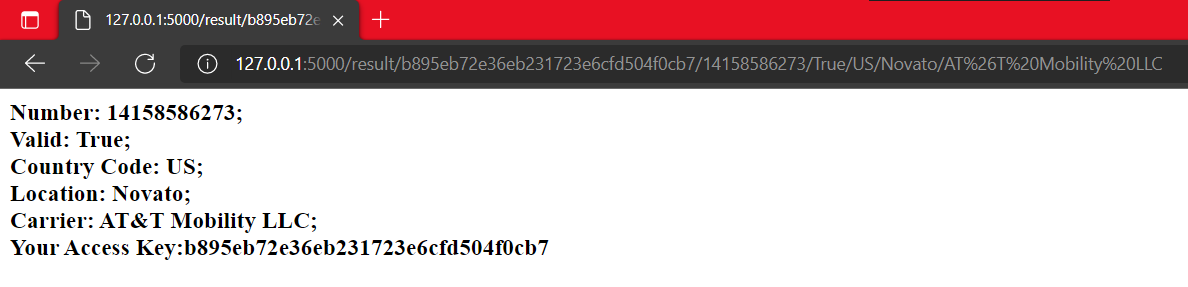 127.0.0.1:5000/result/b895eb72e
127.0.0.1:5000/result/b895eb72e36eb231723e6cfd504f0cb7/14158586273/True/US/Novato/AT%26T%20Mobility%20LLC
Number: 14158586273;
Valid: True;
Country Code: US;
Location: Novato;
Carrier: AT&T Mobility LLC;
Your Access Key:b895eb72e36eb231723e6cfd504f0cb7